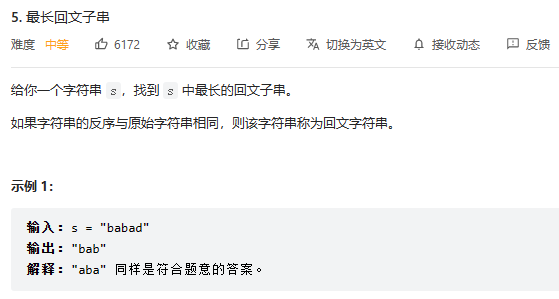 5. 最长回文子串
难度 中等 6172 收藏 分享 切换为英文 接收动态 反馈
给你一个字符串 s，找到 s 中最长的回文子串。
如果字符串的反序与原始字符串相同，则该字符串称为回文字符串。
示例 1：
输入：s = "babad"
输出："bab"
解释："aba" 同样是符合题意的答案。